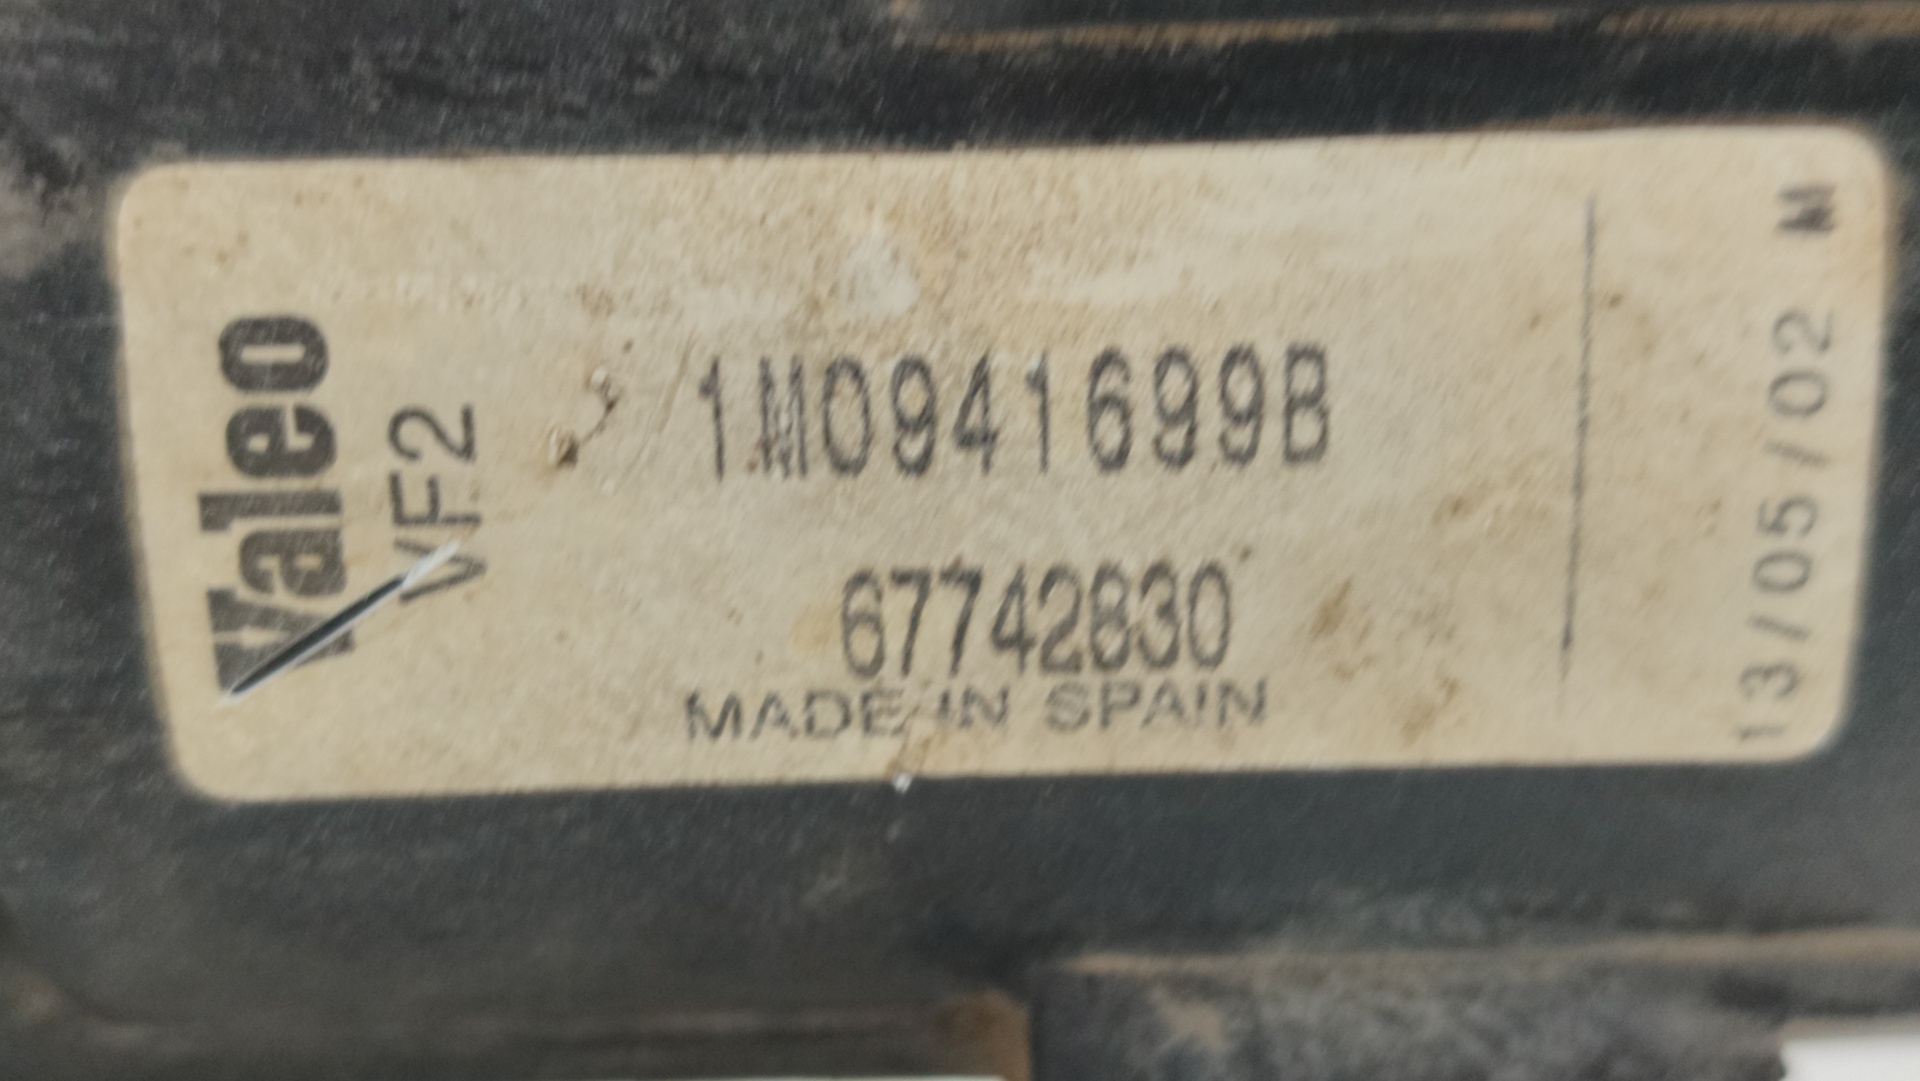 Valeo
VF2
1M0941699B
67742830
MADE IN SPAIN
13/05/02 M